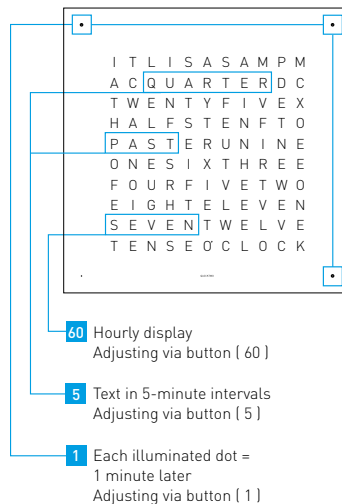 I T L I S A S A M P M
A C Q U A R T E R D C
T W E N T Y F I V E X
H A L F S T E N F T O
P A S T E R U N I N E
O N E S I X T H R E E
F O U R F I V E T W O
E I G H T E L E V E N
S E V E N T W E L V E
T E N S E O' C L O C K
60 Hourly display
Adjusting via button ( 60 )
5 Text in 5-minute intervals
Adjusting via button ( 5 )
1 Each illuminated dot =
1 minute later
Adjusting via button ( 1 )